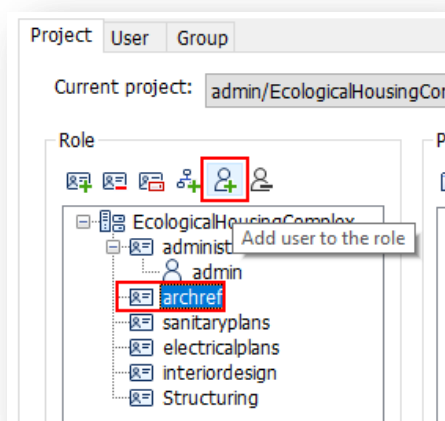 Project User Group
Current project: admin/EcologicalHousingCor
Role
EcologicalHousingComplex
administ
Add user to the role
admin
archref
sanitaryplans
electricalplans
interiordesign
Structuring